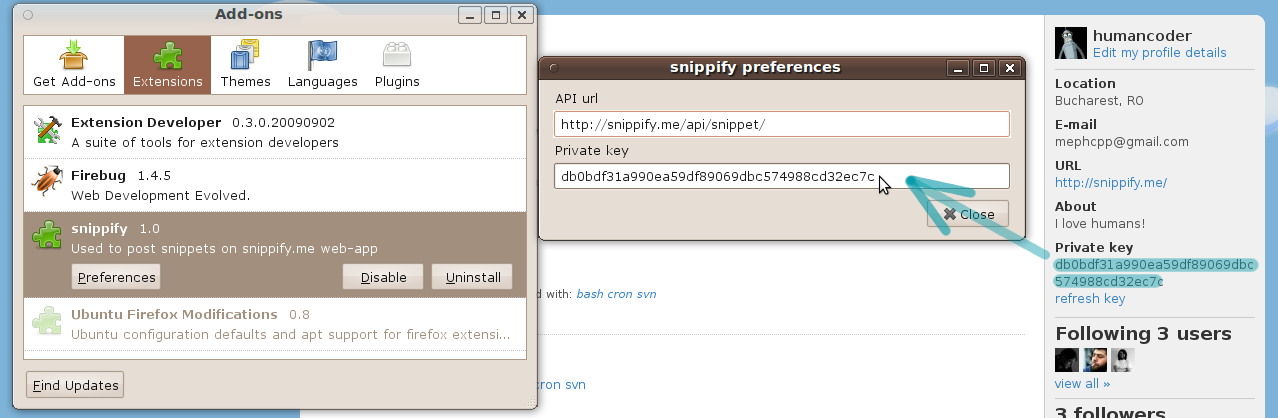 Add-ons
Get Add-ons
Extensions
Themes
Languages
Plugins
Extension Developer 0.3.0.20090902
A suite of tools for extension developers
Firebug 1.4.5
Web Development Evolved.
snippify 1.0
Used to post snippets on snippify.me web-app
Preferences
Disable
Uninstall
Ubuntu Firefox Modifications 0.8
Ubuntu configuration defaults and apt support for firefox extensi...
Find Updates
snippify preferences
API url
http://snippify.me/api/snippet/
Private key
db0bdf31a990ea59df89069dbc574988cd32ec7c
Close
d with: bash cron svn
cron svn
humancoder
Edit my profile details
Location
Bucharest, RO
E-mail
mephcpp@gmail.com
URL
http://snippify.me/
About
I love humans!
Private key
db0bdf31a990ea59df89069dbc
574988cd32ec7c
refresh key
Following 3 users
view all »
3 followers